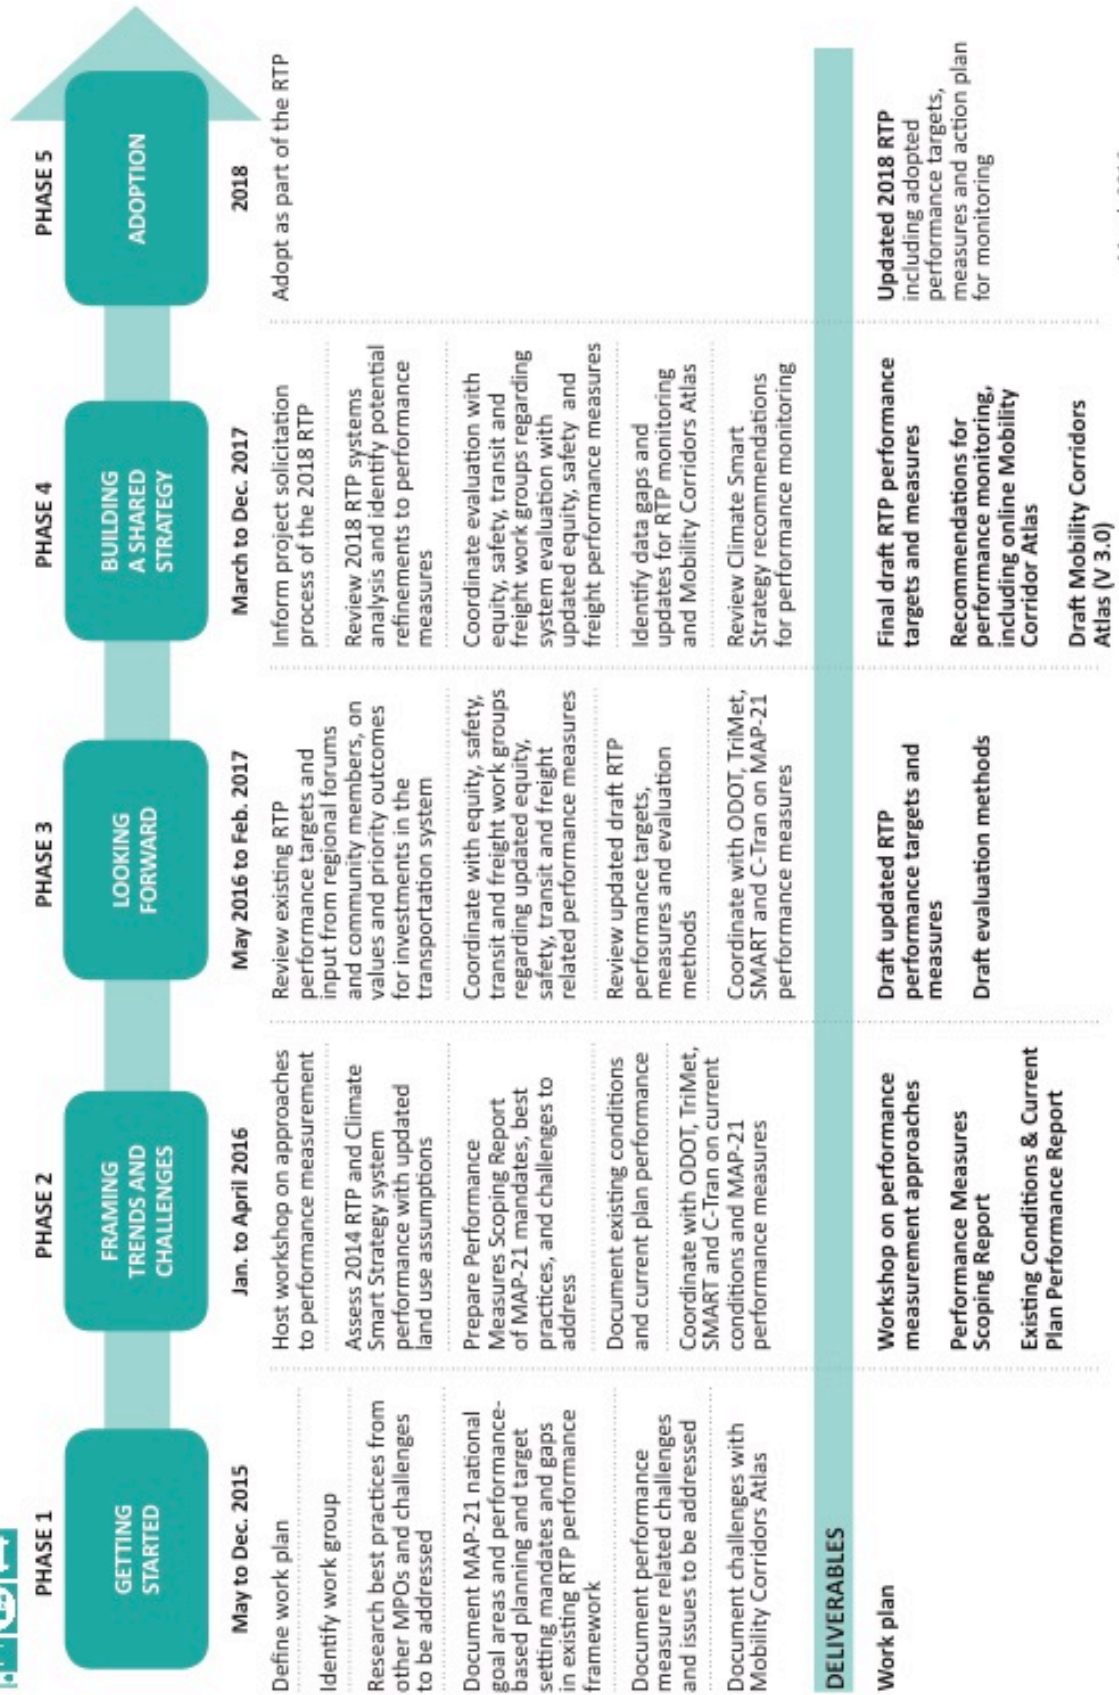 PHASE 1
GETTING
STARTED
May to Dec. 2015
Define work plan
Identify work group
Research best practices from
other MPOs and challenges
to be addressed
Document MAP-21 national
goal areas and performance-
based planning and target
setting mandates and gaps
in existing RTP performance
framework
Document performance
measure related challenges
and issues to be addressed
Document challenges with
Mobility Corridors Atlas
PHASE 2
FRAMING
TRENDS AND
CHALLENGES
Jan. to April 2016
Host workshop on approaches
to performance measurement
Assess 2014 RTP and Climate
Smart Strategy system
performance with updated
land use assumptions
Prepare Performance
Measures Scoping Report
of MAP-21 mandates, best
practices, and challenges to
address
Document existing conditions
and current plan performance
Coordinate with ODOT, TriMet,
SMART and C-Tran on current
conditions and MAP-21
performance measures
PHASE 3
LOOKING
FORWARD
May 2016 to Feb. 2017
Review existing RTP
performance targets and
input from regional forums
and community members, on
values and priority outcomes
for investments in the
transportation system
Coordinate with equity, safety,
transit and freight work groups
regarding updated equity,
safety, transit and freight
related performance measures
Review updated draft RTP
performance targets,
measures and evaluation
methods
Coordinate with ODOT, TriMet,
SMART and C-Tran on MAP-21
performance measures
PHASE 4
BUILDING
A SHARED
STRATEGY
March to Dec. 2017
Inform project solicitation
process of the 2018 RTP
Review 2018 RTP systems
analysis and identify potential
refinements to performance
measures
Coordinate evaluation with
equity, safety, transit and
freight work groups regarding
system evaluation with
updated equity, safety and
freight performance measures
Identify data gaps and
updates for RTP monitoring
and Mobility Corridors Atlas
Review Climate Smart
Strategy recommendations
for performance monitoring
PHASE 5
ADOPTION
2018
Adopt as part of the RTP
DELIVERABLES
Work plan
Workshop on performance
measurement approaches
Performance Measures
Scoping Report
Existing Conditions & Current
Plan Performance Report
Draft updated RTP
performance targets and
measures
Draft evaluation methods
Final draft RTP performance
targets and measures
Recommendations for
performance monitoring,
including online Mobility
Corridor Atlas
Draft Mobility Corridors
Atlas (V 3.0)
Updated 2018 RTP
including adopted
performance targets,
measures and action plan
for monitoring